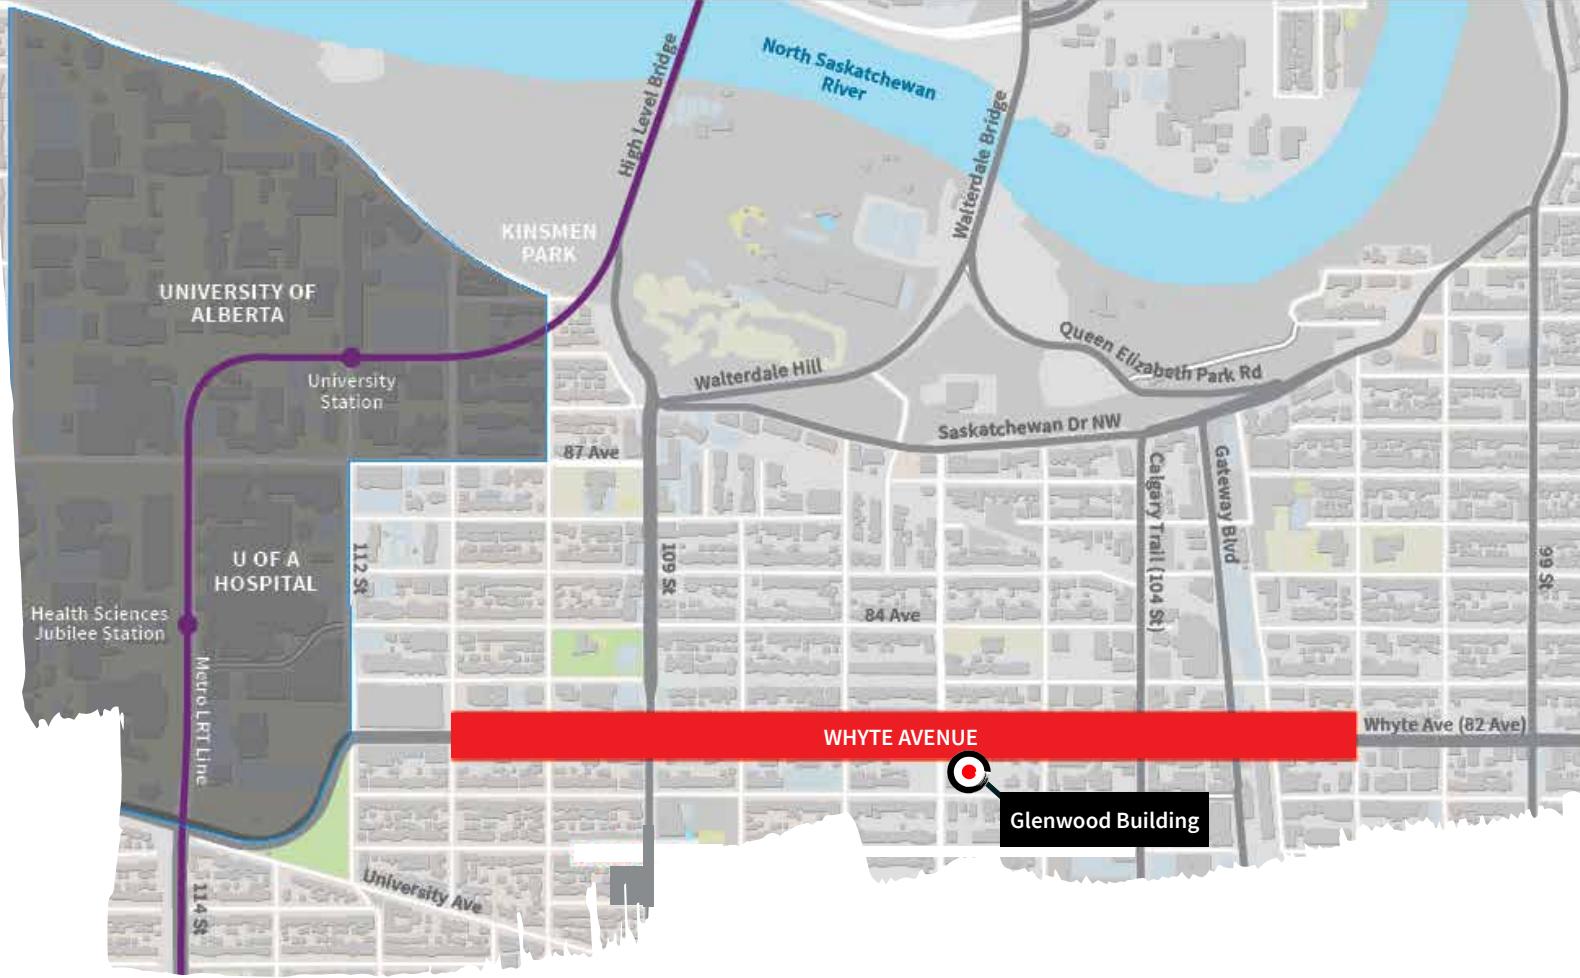 North Saskatchewan
River
High Level Bridge
Walterdale Bridge
KINSMEN
PARK
UNIVERSITY OF
ALBERTA
University
Station
Walterdale Hill
Queen Elizabeth Park Rd
Saskatchewan Dr NW
87 Ave
U OF A
HOSPITAL
112 St
109 St
Calgary Trail (104 St)
Gateway Blvd
99 St
Health Sciences
Jubilee Station
84 Ave
Metro LRT Line
WHYTE AVENUE
Whyte Ave (82 Ave)
Glenwood Building
University Ave
114 St